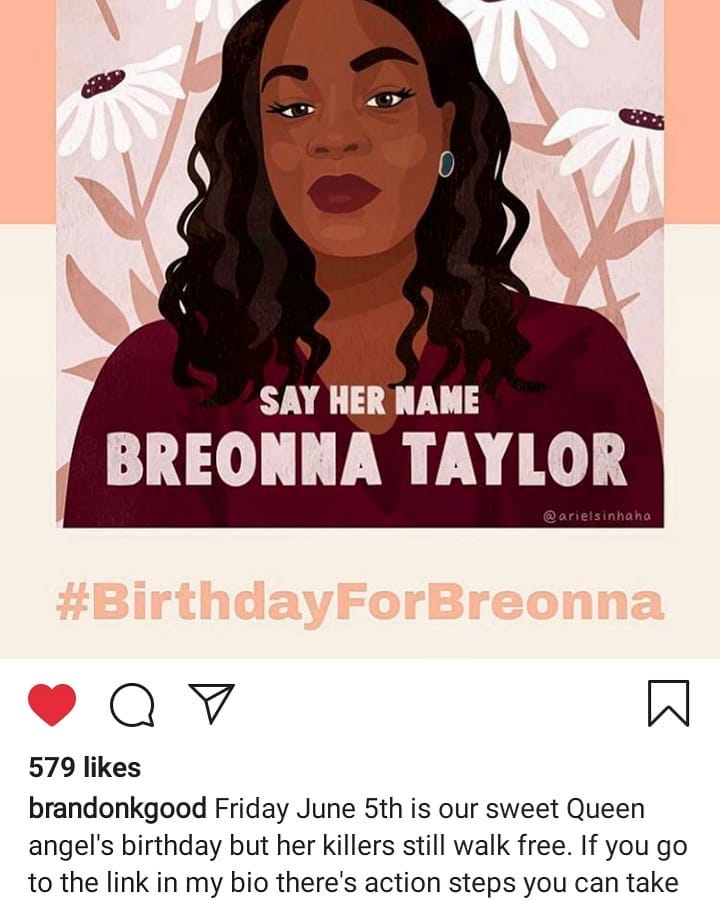 SAY HER NAME
BREONNA TAYLOR
@arielsinhaha
#BirthdayForBreonna
579 likes
brandonkgood Friday June 5th is our sweet Queen
angel's birthday but her killers still walk free. If you go
to the link in my bio there's action steps you can take